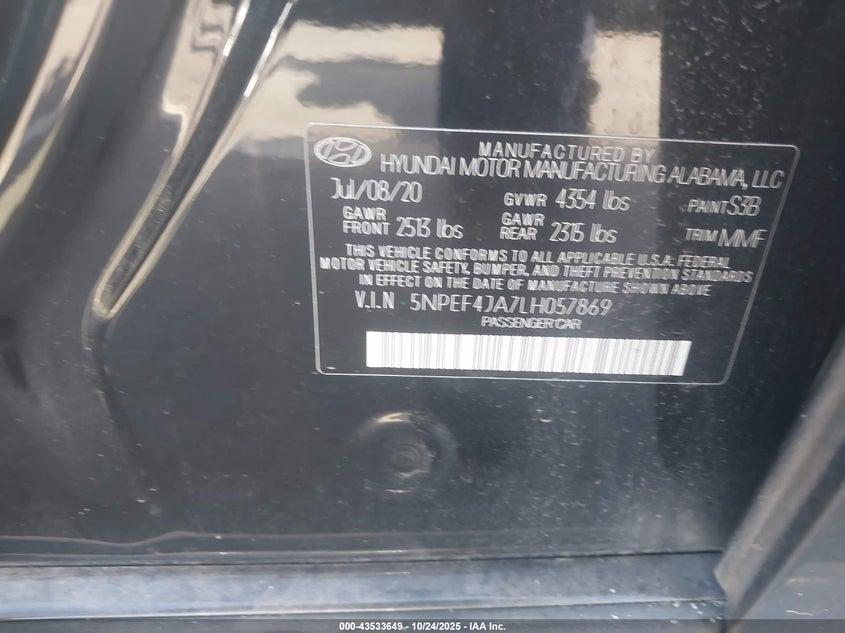 MANUFACTURED BY
HYUNDAI MOTOR MANUFACTURING ALABAMA, LLC
Jul/08/20 GVWR 4354 lbs PAINT S3B
GAWR FRONT 2513 lbs GAWR REAR 2315 lbs TRIM MMF
THIS VEHICLE CONFORMS TO ALL APPLICABLE U.S.A. FEDERAL
MOTOR VEHICLE SAFETY, BUMPER, AND THEFT PREVENTION STANDARDS
IN EFFECT ON THE DATE OF MANUFACTURE SHOWN ABOVE
V.I.N 5NPEF4JA7LH057869
PASSENGER CAR
000-43533649 - 10/24/2025 - IAA Inc.